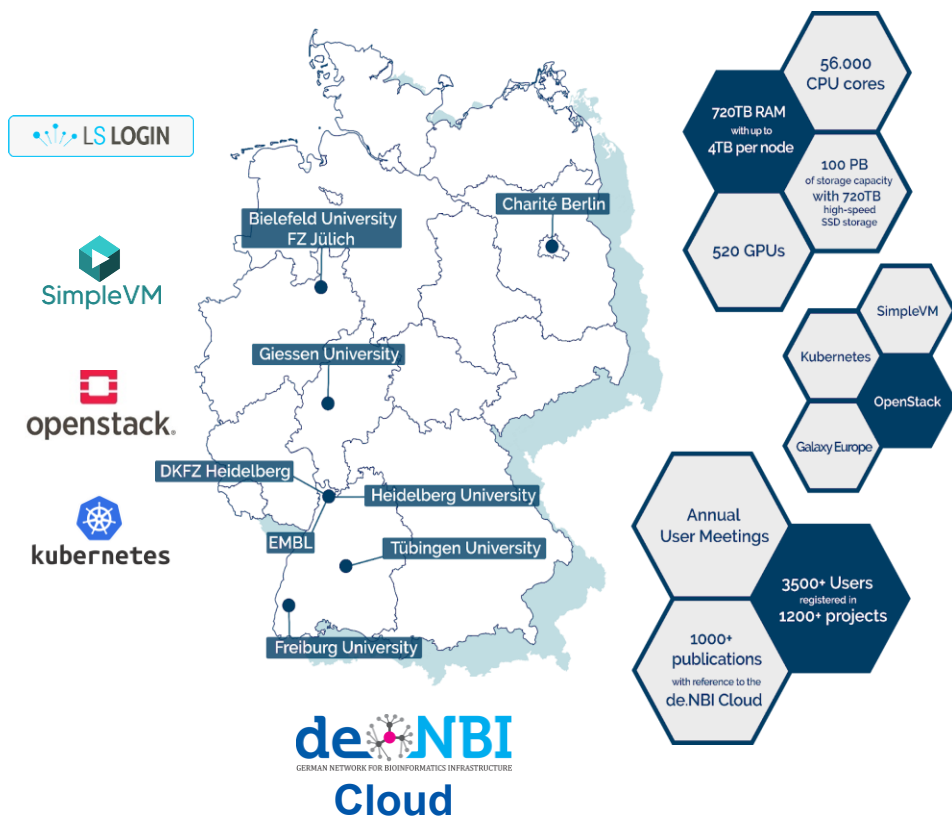 LS LOGIN
SimpleVM
openstack.
kubernetes
Bielefeld University
FZ Jülich
Charité Berlin
Giessen University
DKFZ Heidelberg
Heidelberg University
EMBL
Tübingen University
Freiburg University
56.000
CPU cores
720TB RAM
with up to
4TB per node
100 PB
of storage capacity
with 720TB
high-speed
SSD storage
520 GPUs
SimpleVM
Kubernetes
OpenStack
Galaxy Europe
Annual
User Meetings
3500+ Users
registered in
1200+ projects
1000+
publications
with reference to the
de.NBI Cloud
de.NBI
GERMAN NETWORK FOR BIOINFORMATICS INFRASTRUCTURE
Cloud